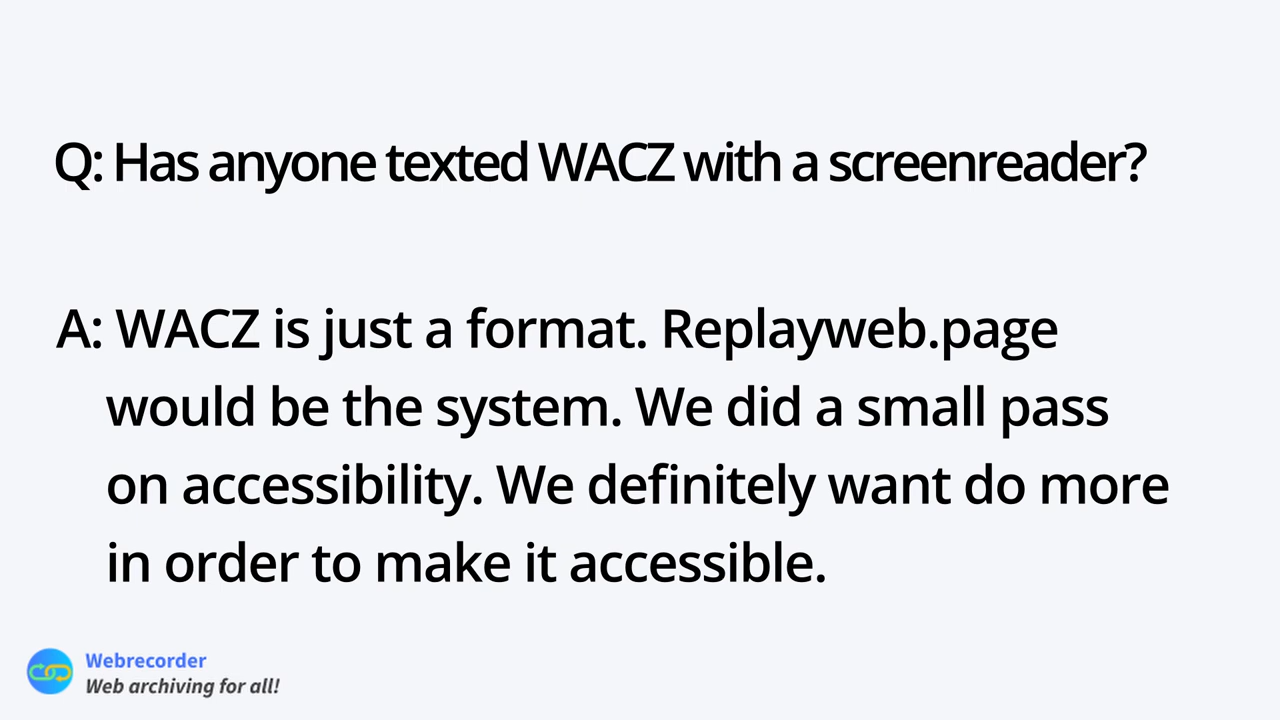 Q: Has anyone texted WACZ with a screenreader?
A: WACZ is just a format. Replayweb.page
would be the system. We did a small pass
on accessibility. We definitely want do more
in order to make it accessible.
Webrecorder
Web archiving for all!